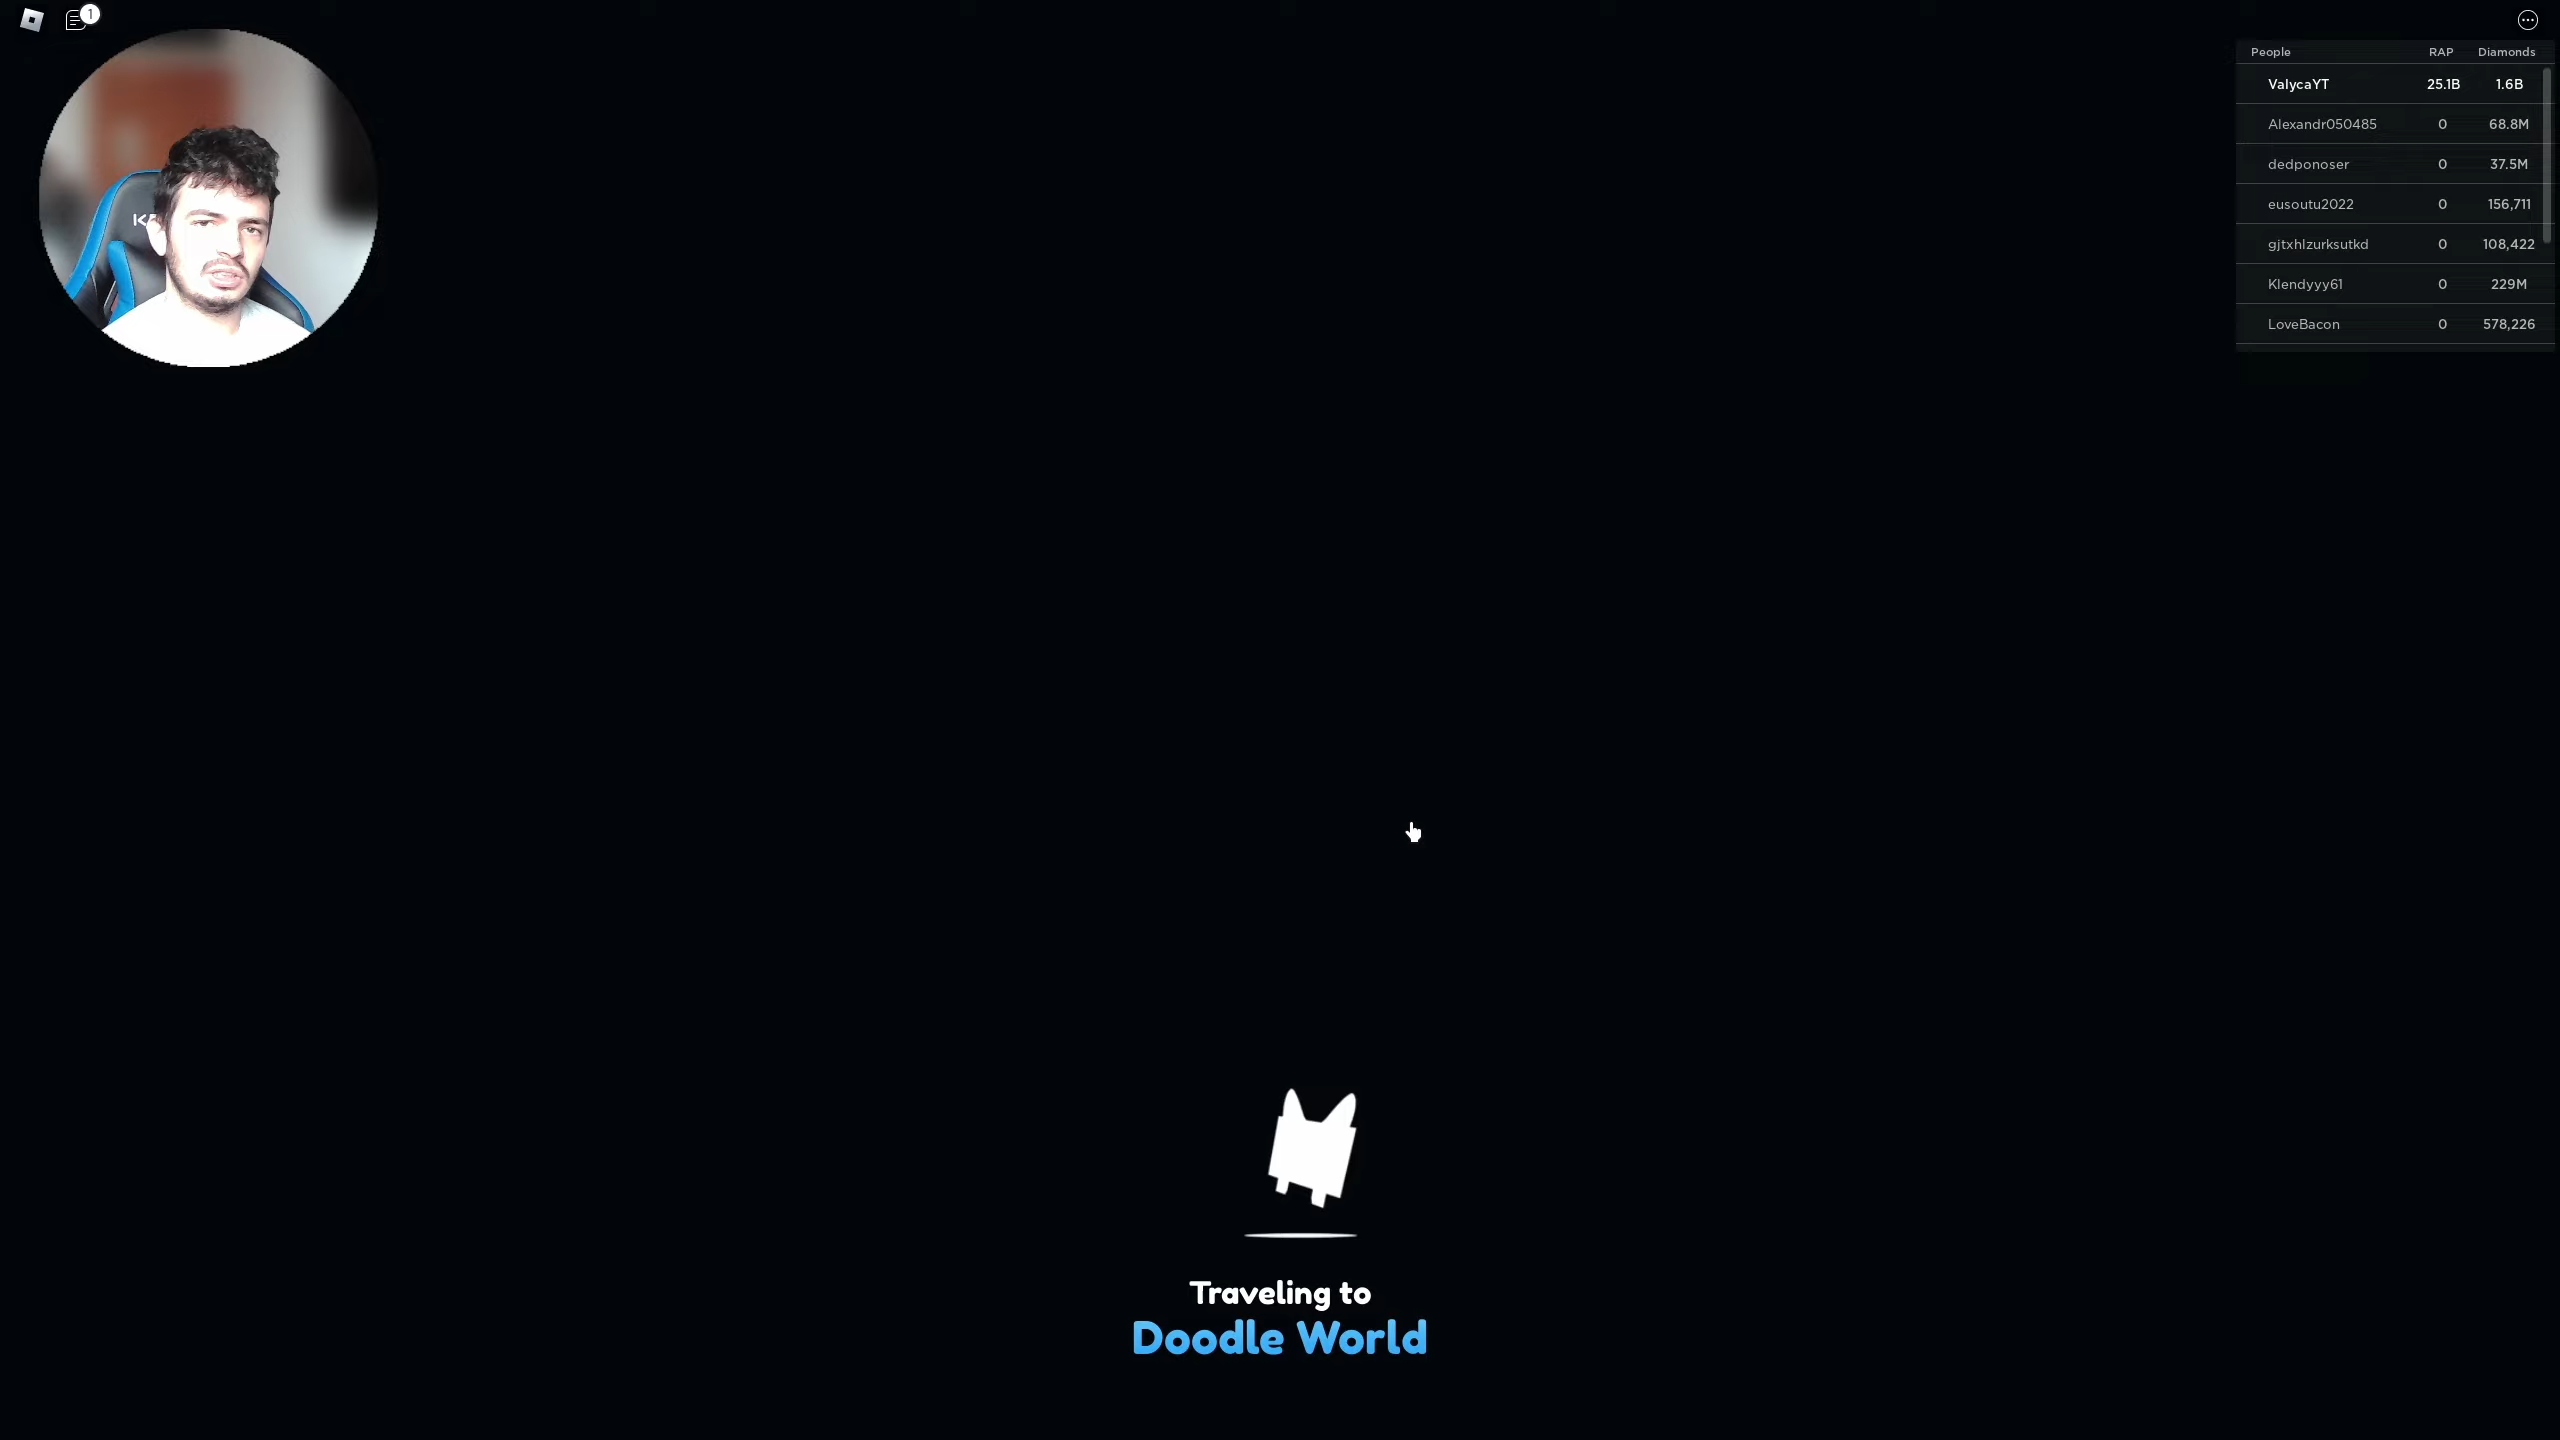 1
People RAP Diamonds
ValycaYT 25.1B 1.6B
Alexandr050485 0 68.8M
dedponoser 0 37.5M
eusoutu2022 0 156,711
gjtxhlzurksutkd 0 108,422
Klendyyy61 0 229M
LoveBacon 0 578,226
Traveling to
Doodle World